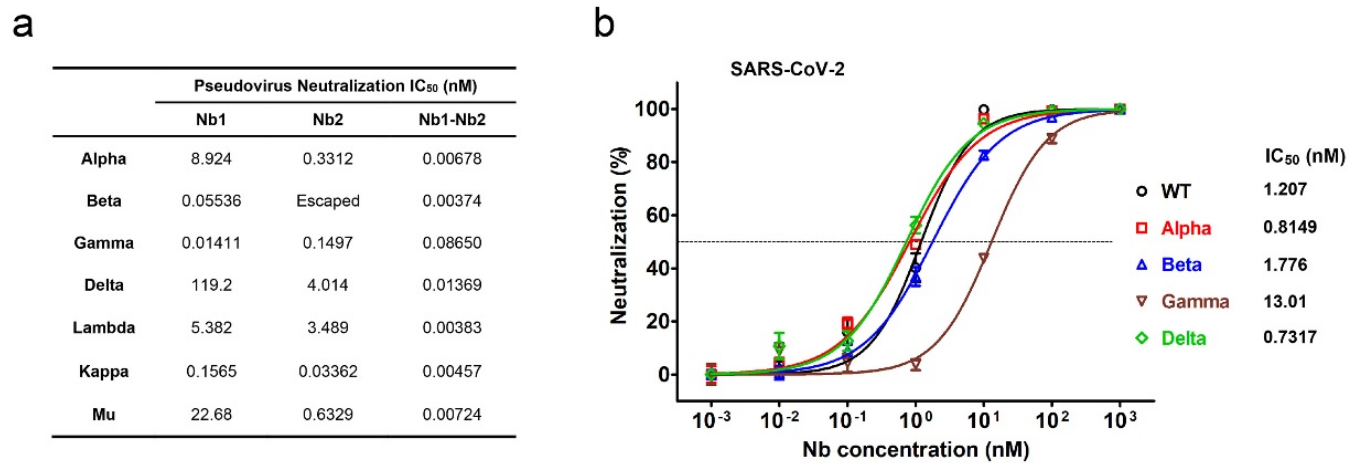 a
Pseudovirus Neutralization IC₅₀ (nM)
Nb1 Nb2 Nb1-Nb2
Alpha 8.924 0.3312 0.00678
Beta 0.05536 Escaped 0.00374
Gamma 0.01411 0.1497 0.08650
Delta 119.2 4.014 0.01369
Lambda 5.382 3.489 0.00383
Kappa 0.1565 0.03362 0.00457
Mu 22.68 0.6329 0.00724
b
SARS-CoV-2
Neutralization (%)
100
80
60
40
20
0
10⁻³ 10⁻² 10⁻¹ 10⁰ 10¹ 10² 10³
Nb concentration (nM)
IC₅₀ (nM)
WT 1.207
Alpha 0.8149
Beta 1.776
Gamma 13.01
Delta 0.7317